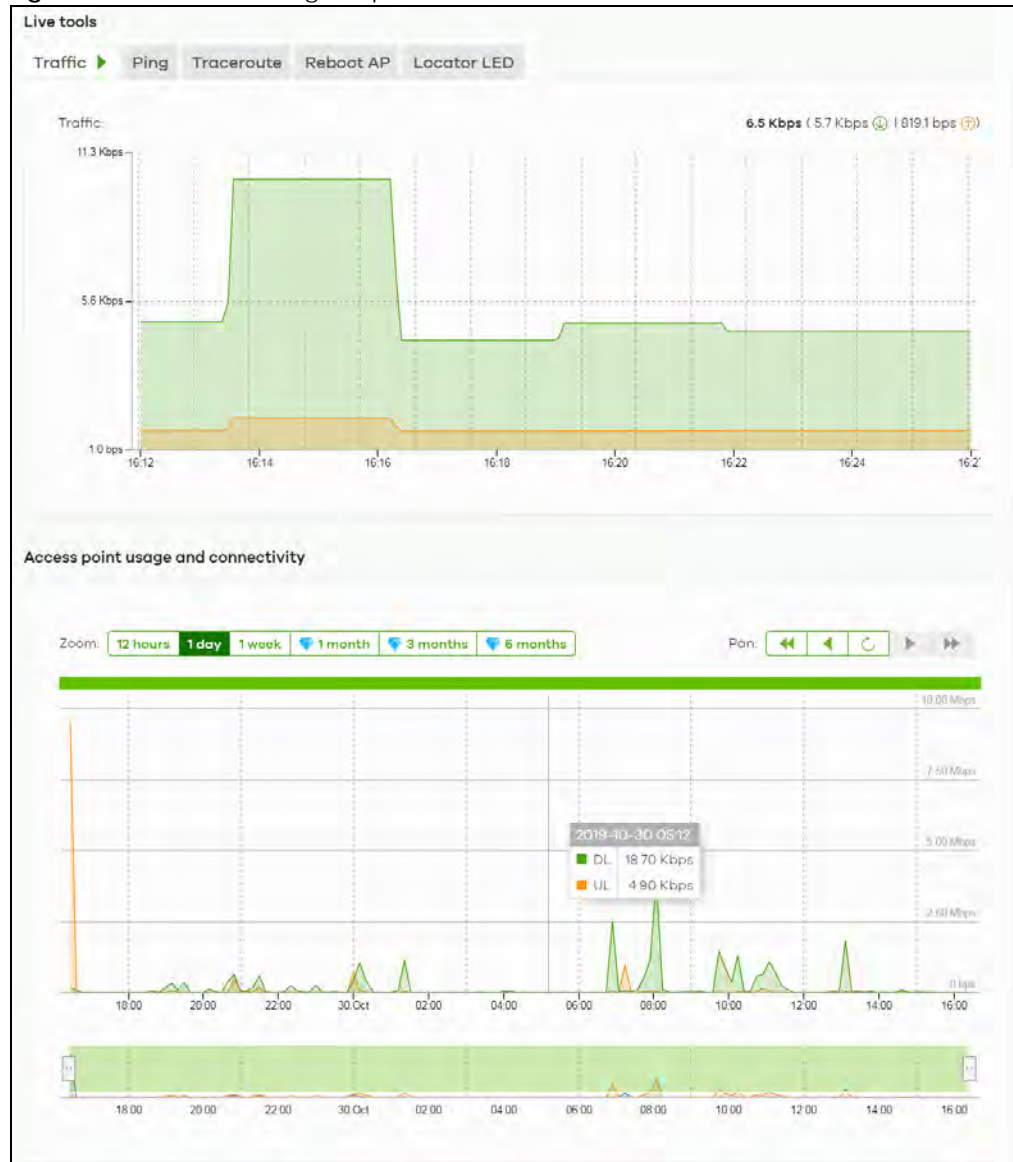 Live tools
Traffic Ping Traceroute Reboot AP Locator LED
Traffic: 6.5 Kbps ( 5.7 Kbps | 819.1 bps )
11.3 Kbps
5.6 Kbps
1.0 bps
16:12 16:14 16:16 16:18 16:20 16:22 16:24 16:2
Access point usage and connectivity
Zoom: 12 hours 1 day 1 week 1 month 3 months 6 months Pan:
10.00 Mbps
7.50 Mbps
2019-10-30 05:12
5.00 Mbps
DL 18.70 Kbps
UL 4.90 Kbps
2.50 Mbps
0 bps
18:00 20:00 22:00 30. Oct 02:00 04:00 06:00 08:00 10:00 12:00 14:00 16:00
18:00 20:00 22:00 30. Oct 02:00 04:00 06:00 08:00 10:00 12:00 14:00 16:00